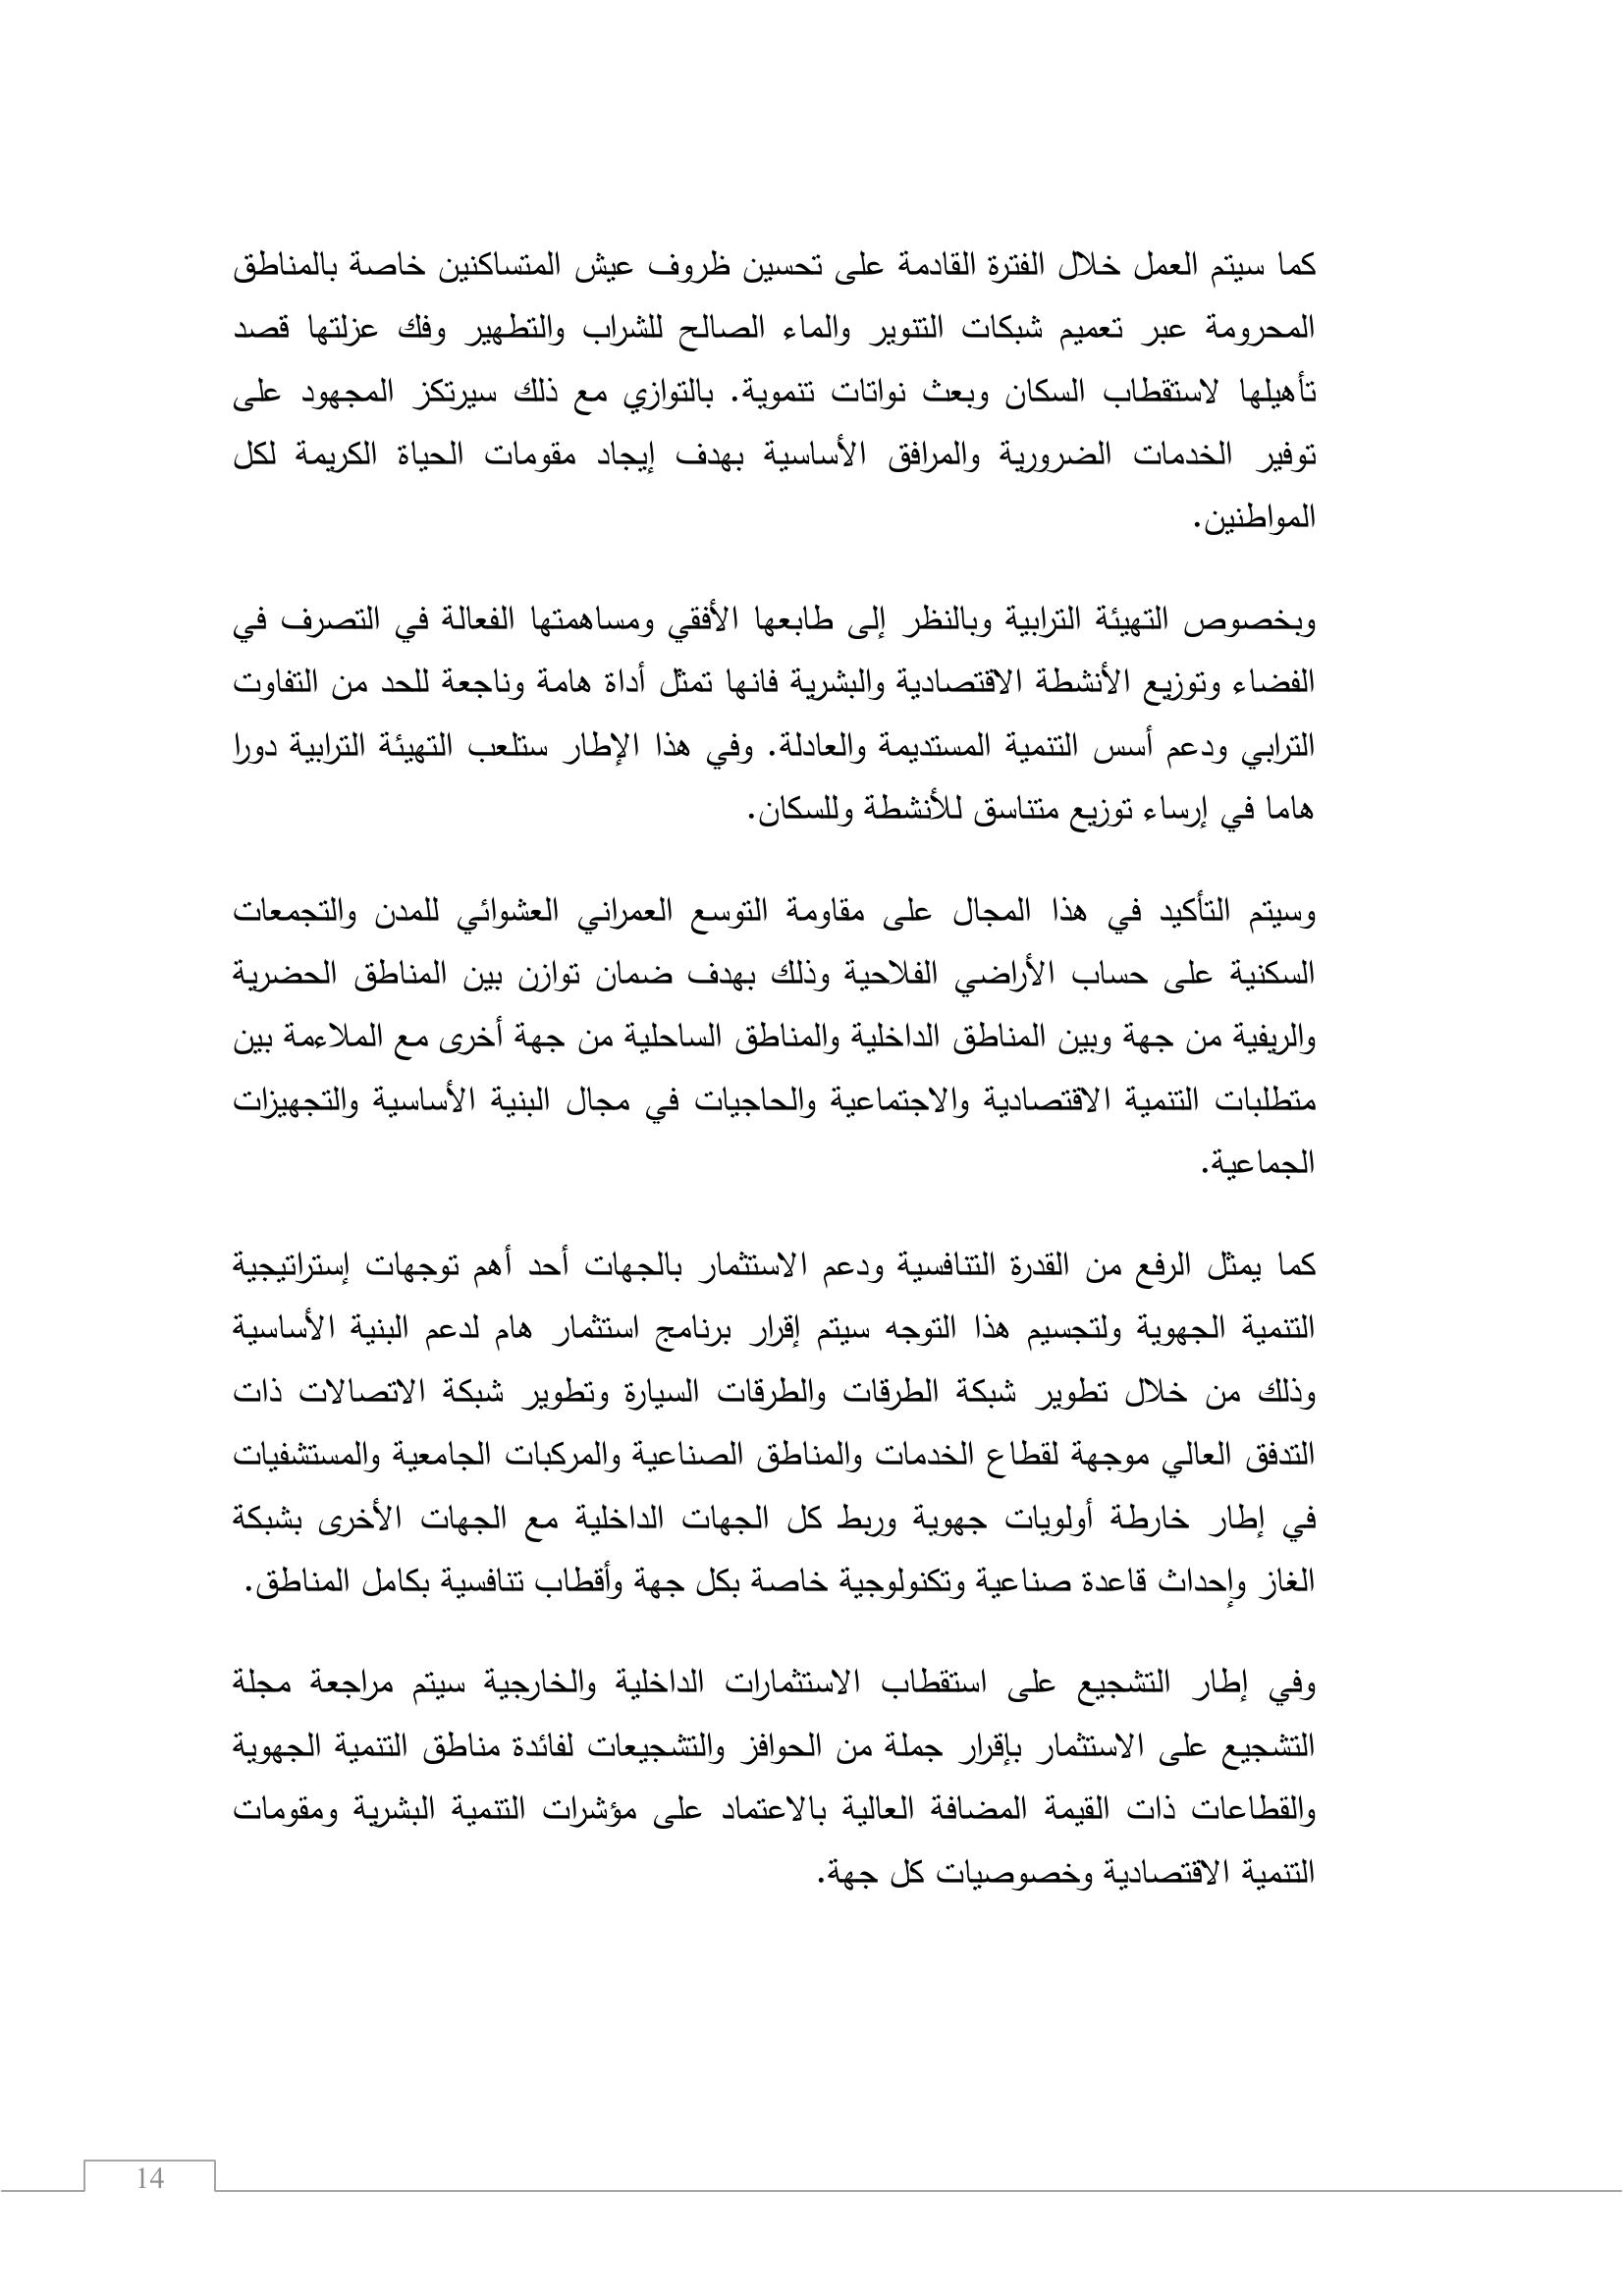 كما سيتم العمل خلال الفترة القادمة على تحسين ظروف عيش المتساكنين خاصة بالمناطق
المحرومة عبر تعميم شبكات التنوير والماء الصالح للشراب والتطهير وفك عزلتها قصد
تأهيلها لاستقطاب السكان وبعث نواتات تنموية. بالتوازي مع ذلك سيرتكز المجهود على
توفير الخدمات الضرورية والمرافق الأساسية بهدف إيجاد مقومات الحياة الكريمة لكل
المواطنين.
وبخصوص التهيئة الترابية وبالنظر إلى طابعها الأفقي ومساهمتها الفعالة في التصرف في
الفضاء وتوزيع الأنشطة الاقتصادية والبشرية فانها تمثل أداة هامة وناجعة للحد من التفاوت
الترابي ودعم أسس التنمية المستديمة والعادلة. وفي هذا الإطار ستلعب التهيئة الترابية دورا
هاما في إرساء توزيع متناسق للأنشطة وللسكان.
وسيتم التأكيد في هذا المجال على مقاومة التوسع العمراني العشوائي للمدن والتجمعات
السكنية على حساب الأراضي الفلاحية وذلك بهدف ضمان توازن بين المناطق الحضرية
والريفية من جهة وبين المناطق الداخلية والمناطق الساحلية من جهة أخرى مع الملاءمة بين
متطلبات التنمية الاقتصادية والاجتماعية والحاجيات في مجال البنية الأساسية والتجهيزات
الجماعية.
كما يمثل الرفع من القدرة التنافسية ودعم الاستثمار بالجهات أحد أهم توجهات إستراتيجية
التنمية الجهوية ولتجسيم هذا التوجه سيتم إقرار برنامج استثمار هام لدعم البنية الأساسية
وذلك من خلال تطوير شبكة الطرقات والطرقات السيارة وتطوير شبكة الاتصالات ذات
التدفق العالي موجهة لقطاع الخدمات والمناطق الصناعية والمركبات الجامعية والمستشفيات
في إطار خارطة أولويات جهوية وربط كل الجهات الداخلية مع الجهات الأخرى بشبكة
الغاز وإحداث قاعدة صناعية وتكنولوجية خاصة بكل جهة وأقطاب تنافسية بكامل المناطق.
وفي إطار التشجيع على استقطاب الاستثمارات الداخلية والخارجية سيتم مراجعة مجلة
التشجيع على الاستثمار بإقرار جملة من الحوافز والتشجيعات لفائدة مناطق التنمية الجهوية
والقطاعات ذات القيمة المضافة العالية بالاعتماد على مؤشرات التنمية البشرية ومقومات
التنمية الاقتصادية وخصوصيات كل جهة.
14